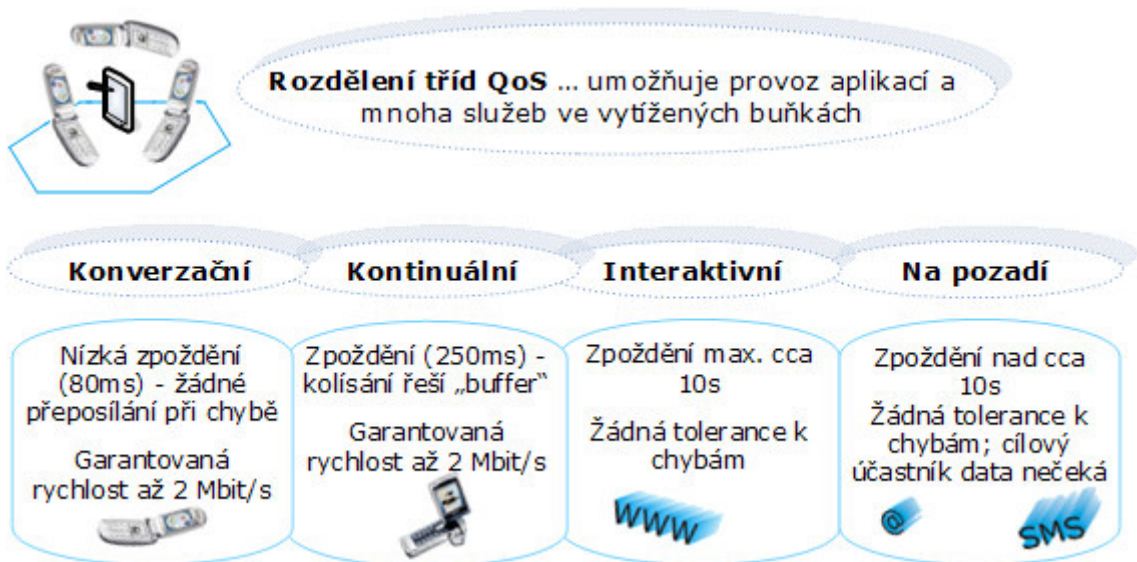 Rozdělení tříd QoS ... umožňuje provoz aplikací a
mnoha služeb ve vytížených buňkách
Konverzační
Kontinuální
Interaktivní
Na pozadí
Nízká zpoždění
(80ms) - žádné
přeposílání při chybě
Garantovaná
rychlost až 2 Mbit/s
Zpoždění (250ms) -
kolísání řeší „buffer“
Garantovaná
rychlost až 2 Mbit/s
Zpoždění max. cca
10s
Žádná tolerance k
chybám
WWW
Zpoždění nad cca
10s
Žádná tolerance k
chybám; cílový
účastník data nečeká
@
SMS